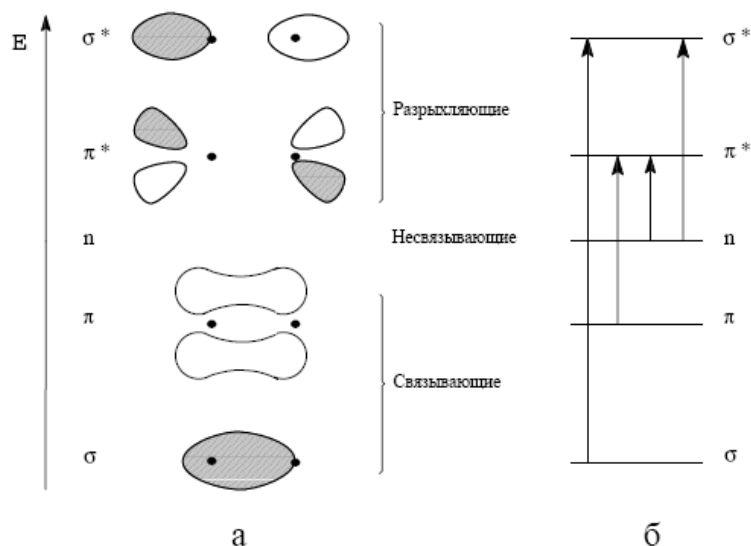 E
σ *
π *
n
π
σ
Разрыхляющие
Несвязывающие
Связывающие
σ *
π *
n
π
σ
а
б